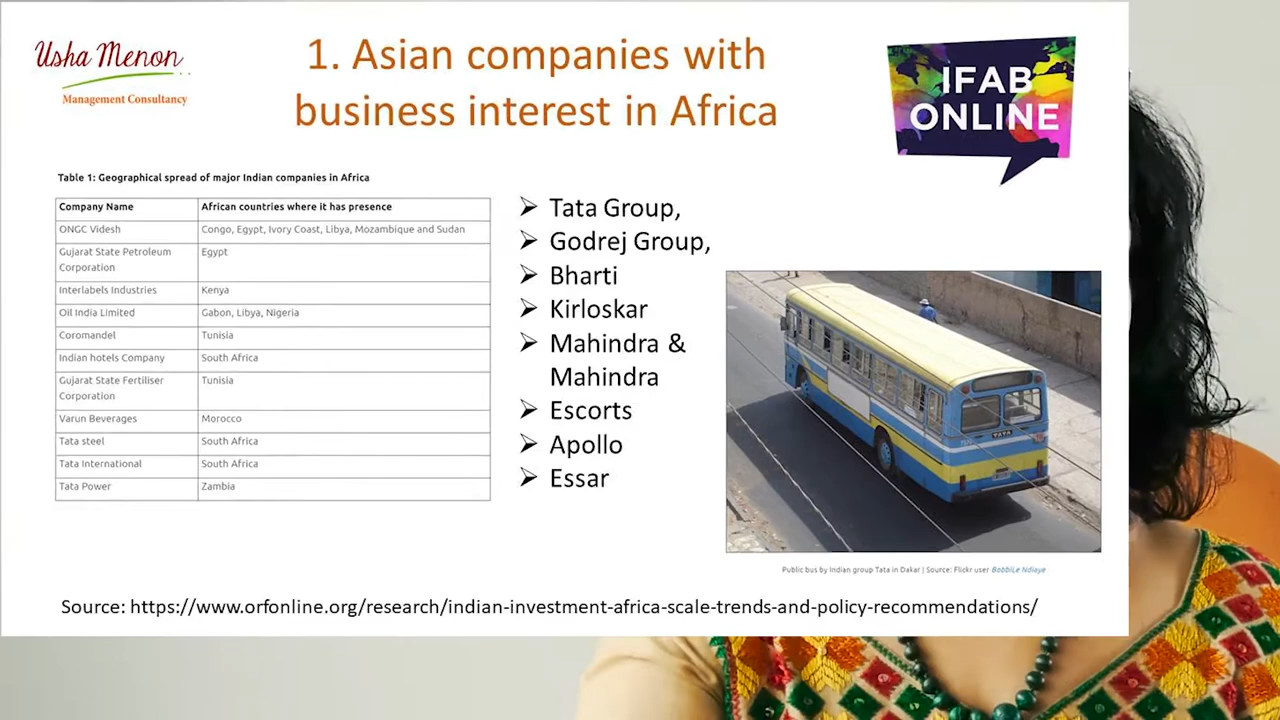 Usha Menon
Management Consultancy
1. Asian companies with
business interest in Africa
IFAB
ONLINE
Table 1: Geographical spread of major Indian companies in Africa
Company Name African countries where it has presence
ONGC Videsh Congo, Egypt, Ivory Coast, Libya, Mozambique and Sudan
Gujarat State Petroleum Egypt
Corporation
Interlabels Industries Kenya
Oil India Limited Gabon, Libya, Nigeria
Coromandel Tunisia
Indian hotels Company South Africa
Gujarat State Fertiliser Tunisia
Corporation
Varun Beverages Morocco
Tata steel South Africa
Tata International South Africa
Tata Power Zambia
➢ Tata Group,
➢ Godrej Group,
➢ Bharti
➢ Kirloskar
➢ Mahindra &
Mahindra
➢ Escorts
➢ Apollo
➢ Essar
TATA
Public bus by Indian group Tata in Dakar | Source: Flickr user BobbiLe Ndiaye
Source: https://www.orfonline.org/research/indian-investment-africa-scale-trends-and-policy-recommendations/